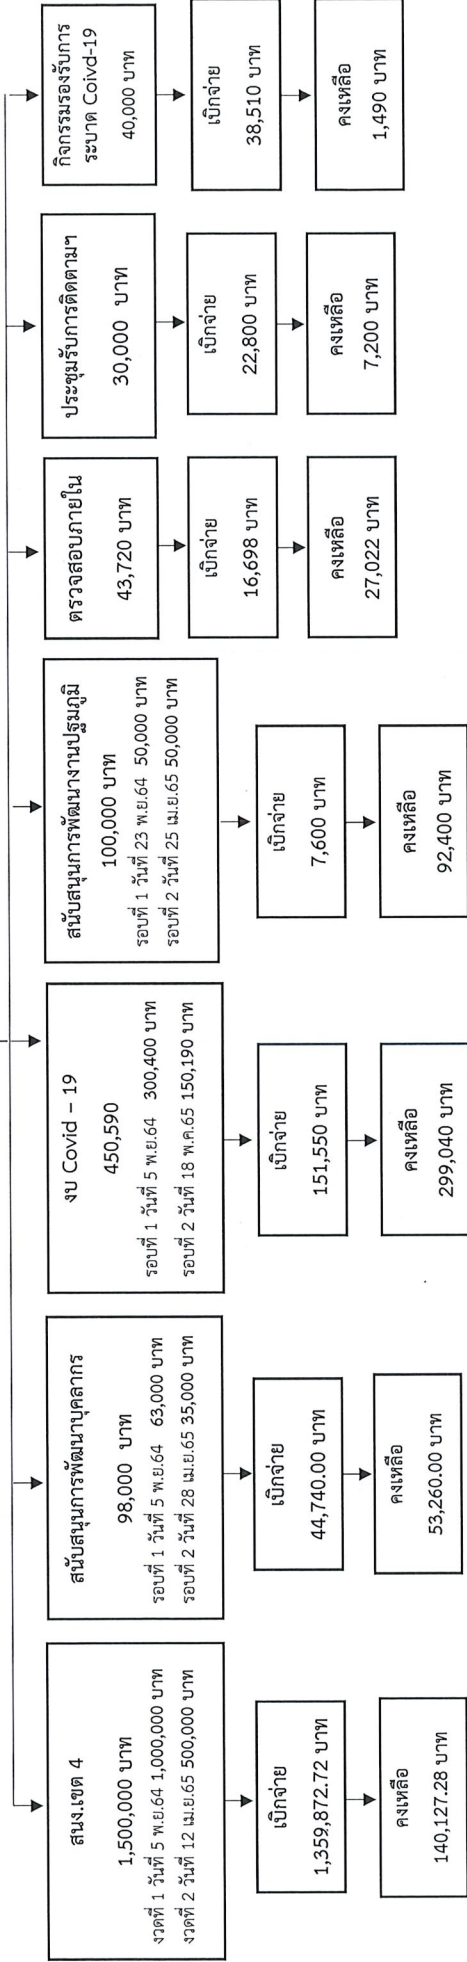 สนง.เขต 4
1,500,000 บาท
งวดที่ 1 วันที่ 5 พ.ย.64 1,000,000 บาท
งวดที่ 2 วันที่ 12 เม.ย.65 500,000 บาท
เบิกจ่าย
1,359,872.72 บาท
คงเหลือ
140,127.28 บาท
สนับสนุนการพัฒนาบุคลากร
98,000 บาท
รอบที่ 1 วันที่ 5 พ.ย.64 63,000 บาท
รอบที่ 2 วันที่ 28 เม.ย.65 35,000 บาท
เบิกจ่าย
44,740.00 บาท
คงเหลือ
53,260.00 บาท
งบ Covid – 19
450,590
รอบที่ 1 วันที่ 5 พ.ย.64 300,400 บาท
รอบที่ 2 วันที่ 18 พ.ค.65 150,190 บาท
เบิกจ่าย
151,550 บาท
คงเหลือ
299,040 บาท
สนับสนุนการพัฒนางานปฐมภูมิ
100,000 บาท
รอบที่ 1 วันที่ 23 พ.ย.64 50,000 บาท
รอบที่ 2 วันที่ 25 เม.ย.65 50,000 บาท
เบิกจ่าย
7,600 บาท
คงเหลือ
92,400 บาท
ตรวจสอบภายใน
43,720 บาท
เบิกจ่าย
16,698 บาท
คงเหลือ
27,022 บาท
ประชุมรับการติดตามฯ
30,000 บาท
เบิกจ่าย
22,800 บาท
คงเหลือ
7,200 บาท
กิจกรรมรองรับการ
ระบาด Coivd-19
40,000 บาท
เบิกจ่าย
38,510 บาท
คงเหลือ
1,490 บาท